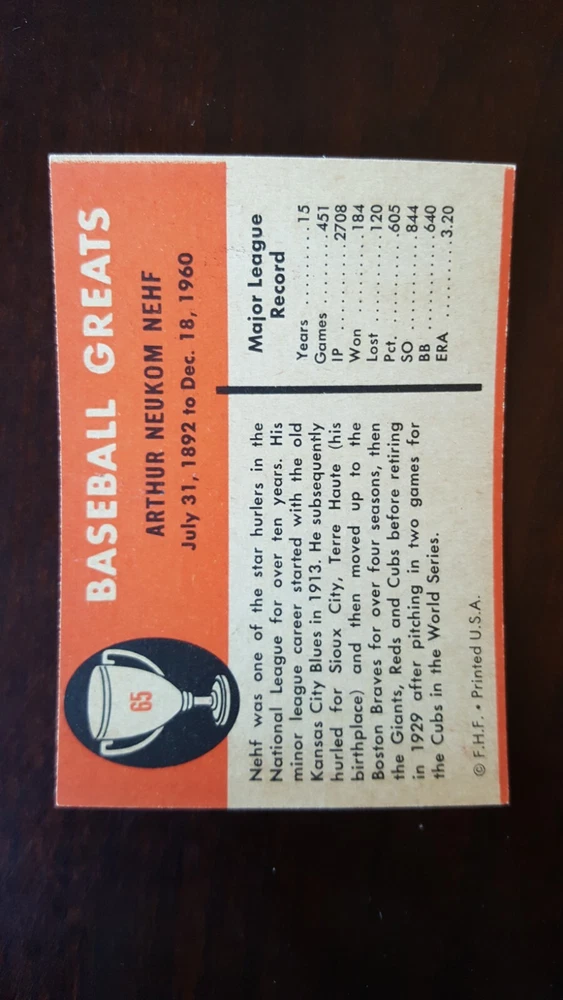 65
BASEBALL GREATS
ARTHUR NEUKOM NEHF
July 31, 1892 to Dec. 18, 1960
Nehf was one of the star hurlers in the
National League for over ten years. His
minor league career started with the old
Kansas City Blues in 1913. He subsequently
hurled for Sioux City, Terre Haute (his
birthplace) and then moved up to the
Boston Braves for over four seasons, then
the Giants, Reds and Cubs before retiring
in 1929 after pitching in two games for
the Cubs in the World Series.
© F.H.F. • Printed U.S.A.
Major League
Record
Years .......... 15
Games ........ 451
IP ............ 2708
Won .......... 184
Lost .......... 120
Pct. .......... .605
SO ............ 844
BB ............ 640
ERA .......... 3.20